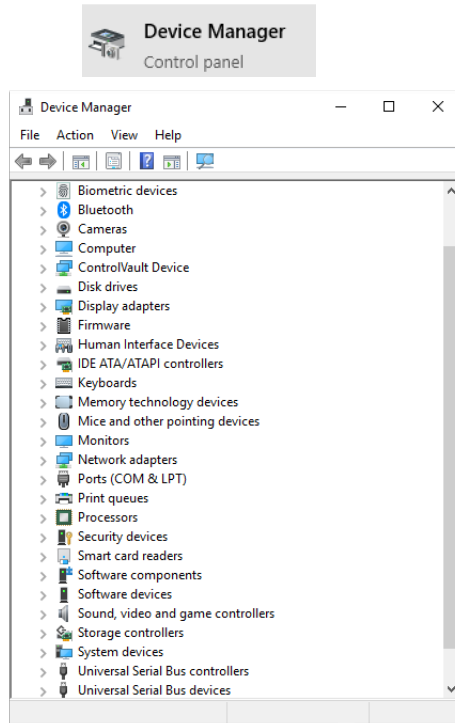 Device Manager
Control panel
Device Manager
File Action View Help
Biometric devices
Bluetooth
Cameras
Computer
ControlVault Device
Disk drives
Display adapters
Firmware
Human Interface Devices
IDE ATA/ATAPI controllers
Keyboards
Memory technology devices
Mice and other pointing devices
Monitors
Network adapters
Ports (COM & LPT)
Print queues
Processors
Security devices
Smart card readers
Software components
Software devices
Sound, video and game controllers
Storage controllers
System devices
Universal Serial Bus controllers
Universal Serial Bus devices